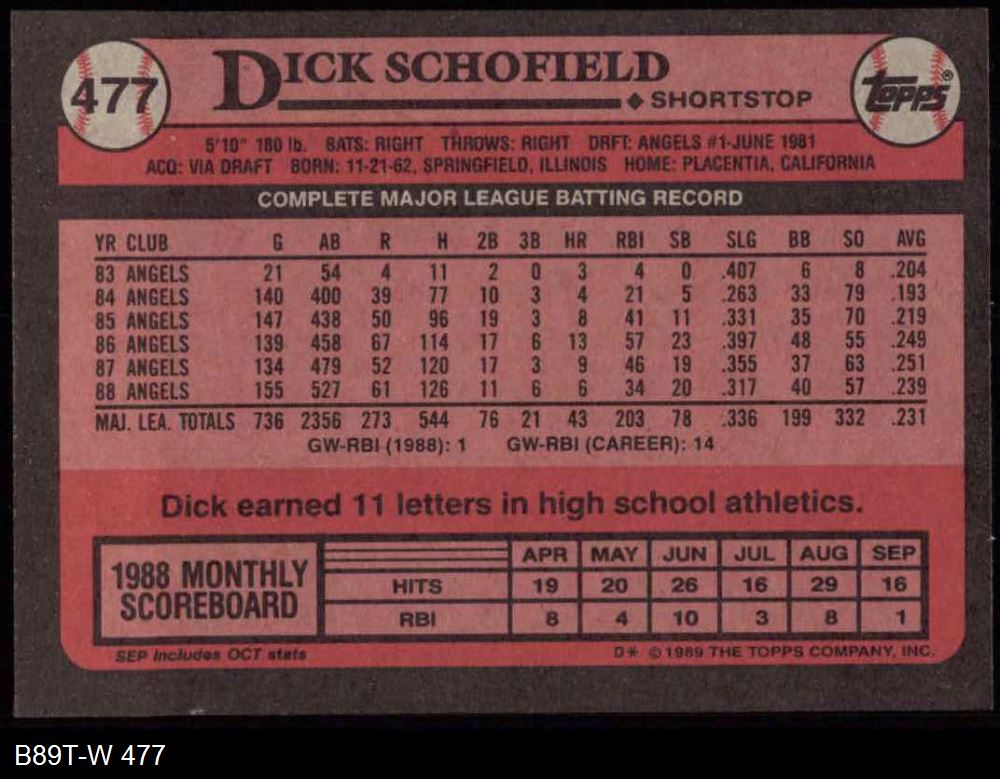 477
DICK SCHOFIELD
◆ SHORTSTOP
TOPPS®
5'10" 180 lb. BATS: RIGHT THROWS: RIGHT DRFT: ANGELS #1-JUNE 1981
ACQ: VIA DRAFT BORN: 11-21-62, SPRINGFIELD, ILLINOIS HOME: PLACENTIA, CALIFORNIA
COMPLETE MAJOR LEAGUE BATTING RECORD
YR CLUB G AB R H 2B 3B HR RBI SB SLG BB SO AVG
83 ANGELS 21 54 4 11 2 0 3 4 0 .407 6 8 .204
84 ANGELS 140 400 39 77 10 3 4 21 5 .263 33 79 .193
85 ANGELS 147 438 50 96 19 3 8 41 11 .331 35 70 .219
86 ANGELS 139 458 67 114 17 6 13 57 23 .397 48 55 .249
87 ANGELS 134 479 52 120 17 3 9 46 19 .355 37 63 .251
88 ANGELS 155 527 61 126 11 6 6 34 20 .317 40 57 .239
MAJ. LEA. TOTALS 736 2356 273 544 76 21 43 203 78 .336 199 332 .231
GW-RBI (1988): 1 GW-RBI (CAREER): 14
Dick earned 11 letters in high school athletics.
1988 MONTHLY
SCOREBOARD
APR MAY JUN JUL AUG SEP
HITS 19 20 26 16 29 16
RBI 8 4 10 3 8 1
SEP Includes OCT stats
D* © 1989 THE TOPPS COMPANY, INC.
B89T-W 477